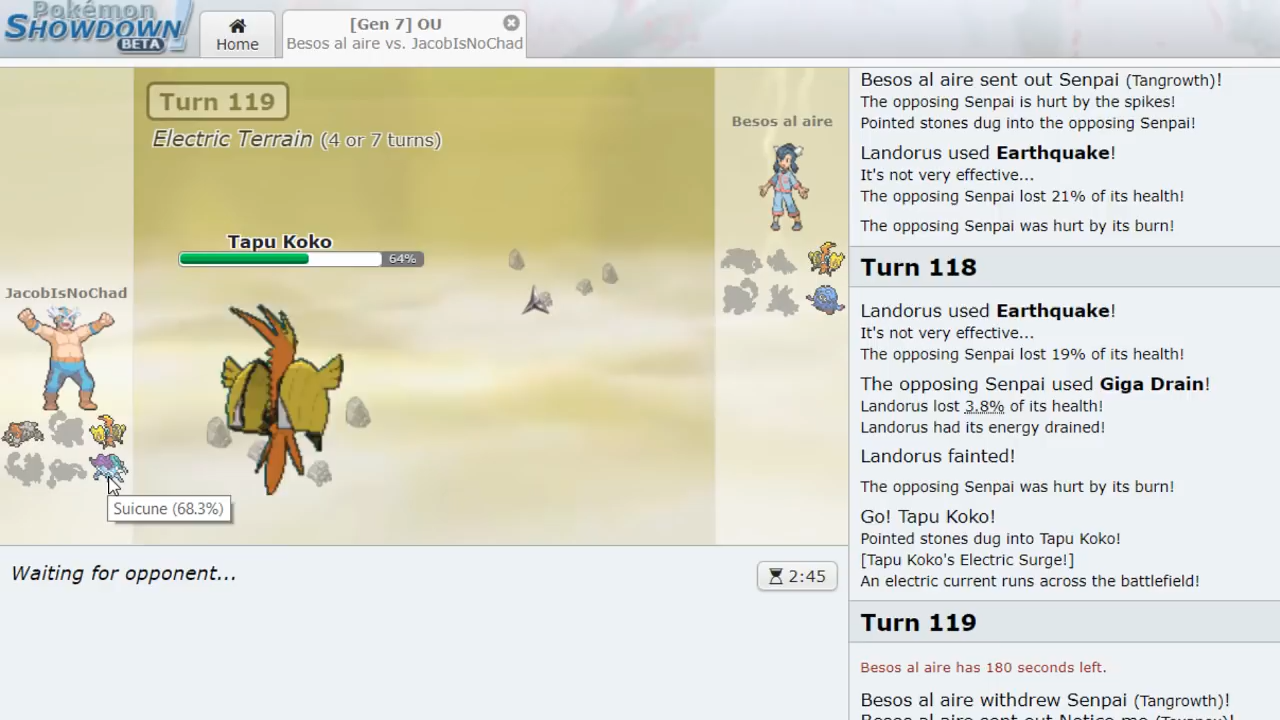 Pokémon
SHOWDOWN!
BETA
Home
[Gen 7] OU
Besos al aire vs. JacobIsNoChad
Turn 119
Electric Terrain (4 or 7 turns)
Besos al aire
Tapu Koko
64%
JacobIsNoChad
Suicune (68.3%)
Waiting for opponent...
2:45
Besos al aire sent out Senpai (Tangrowth)!
The opposing Senpai is hurt by the spikes!
Pointed stones dug into the opposing Senpai!
Landorus used Earthquake!
It's not very effective...
The opposing Senpai lost 21% of its health!
The opposing Senpai was hurt by its burn!
Turn 118
Landorus used Earthquake!
It's not very effective...
The opposing Senpai lost 19% of its health!
The opposing Senpai used Giga Drain!
Landorus lost 3.8% of its health!
Landorus had its energy drained!
Landorus fainted!
The opposing Senpai was hurt by its burn!
Go! Tapu Koko!
Pointed stones dug into Tapu Koko!
[Tapu Koko's Electric Surge!]
An electric current runs across the battlefield!
Turn 119
Besos al aire has 180 seconds left.
Besos al aire withdrew Senpai (Tangrowth)!
Besos al aire sent out Notice me (Toxapex)!